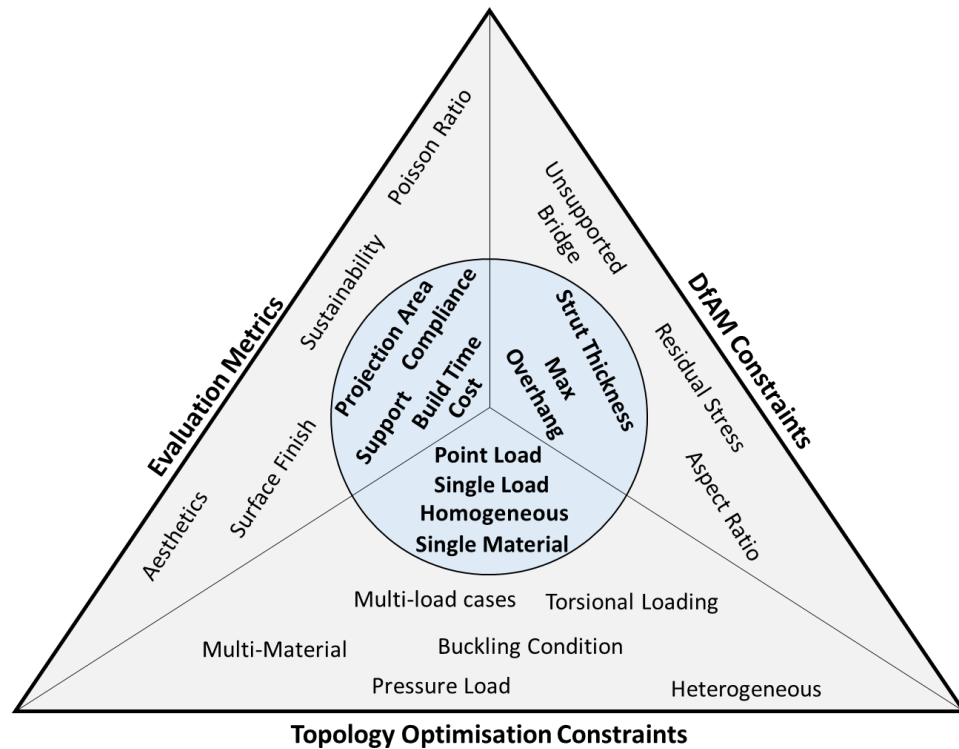 Evaluation Metrics
Poisson Ratio
Sustainability
Surface Finish
Aesthetics
Projection Area
Compliance
Support
Build Time
Cost
DfAM Constraints
Unsupported
Bridge
Residual Stress
Aspect Ratio
Strut Thickness
Max
Overhang
Point Load
Single Load
Homogeneous
Single Material
Multi-load cases
Torsional Loading
Multi-Material
Buckling Condition
Pressure Load
Heterogeneous
Topology Optimisation Constraints